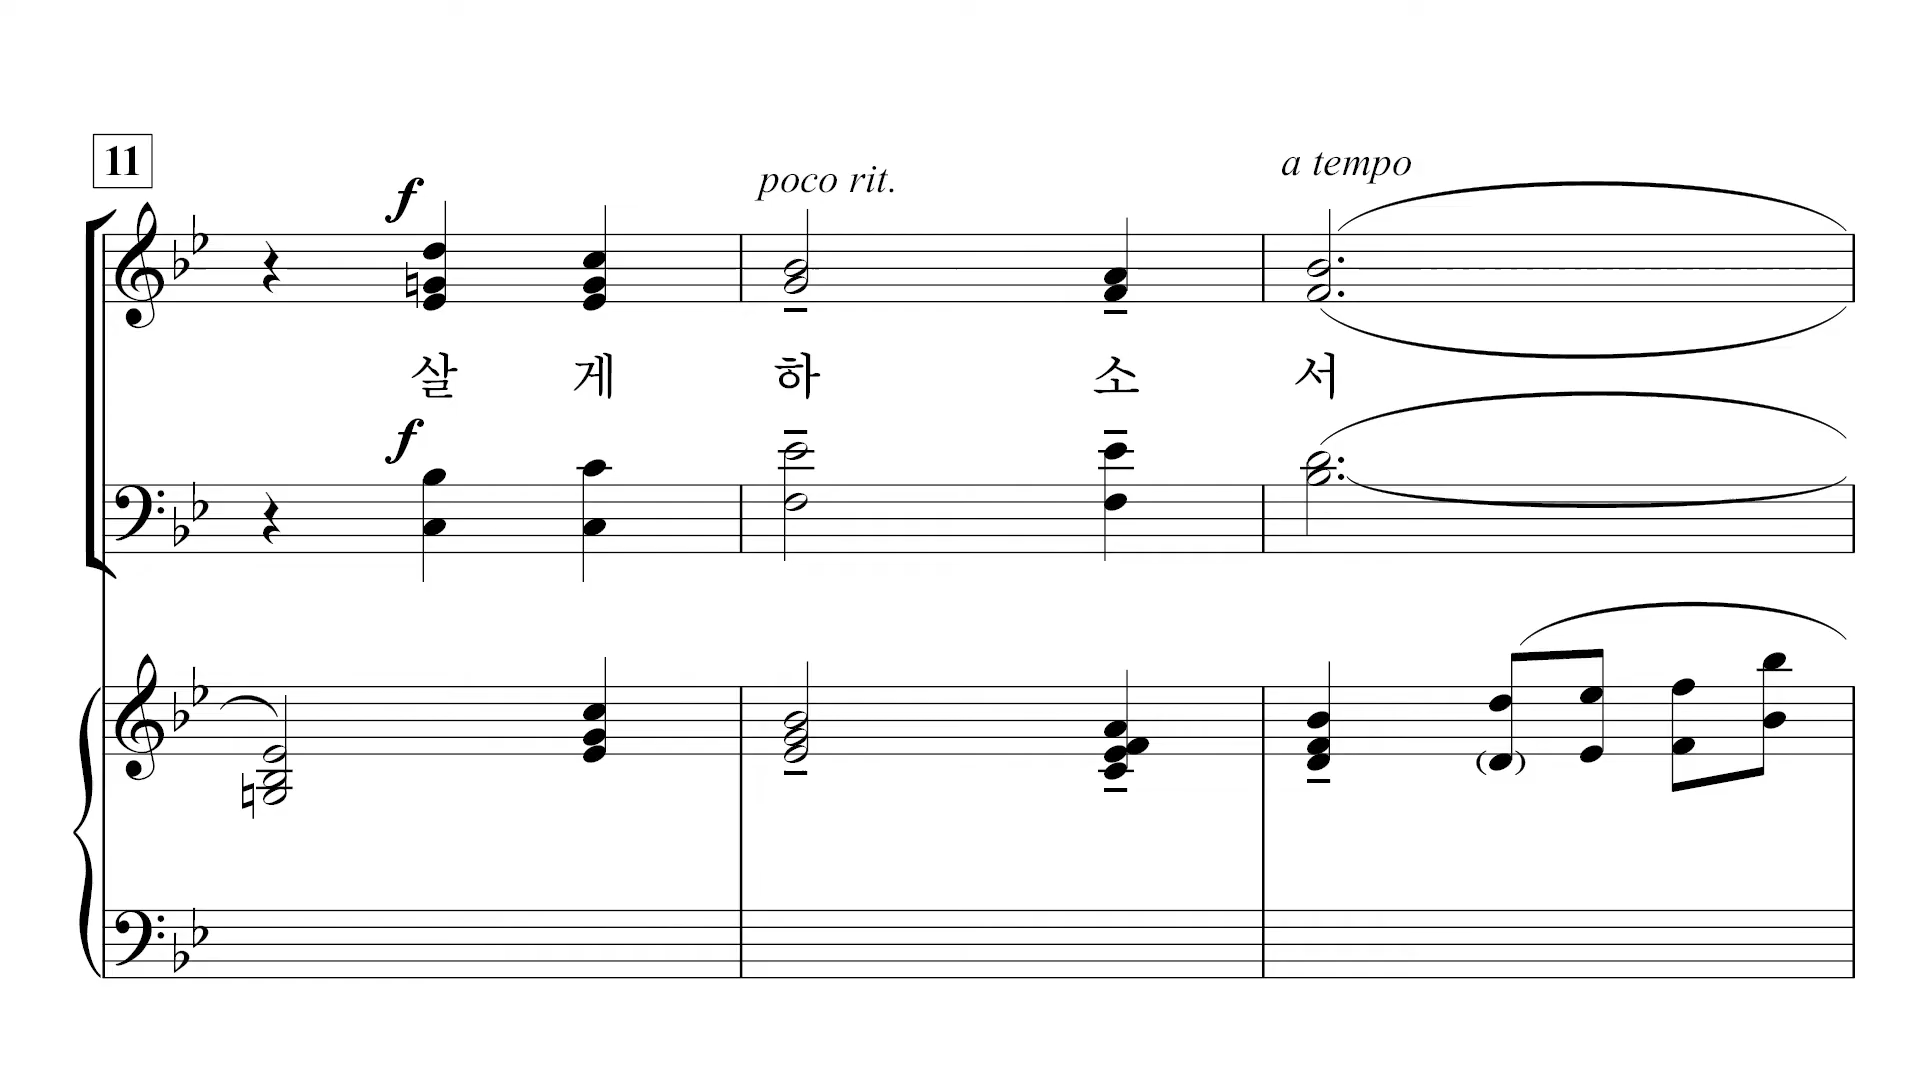 11
f
poco rit.
a tempo
살 게 하 소 서
f